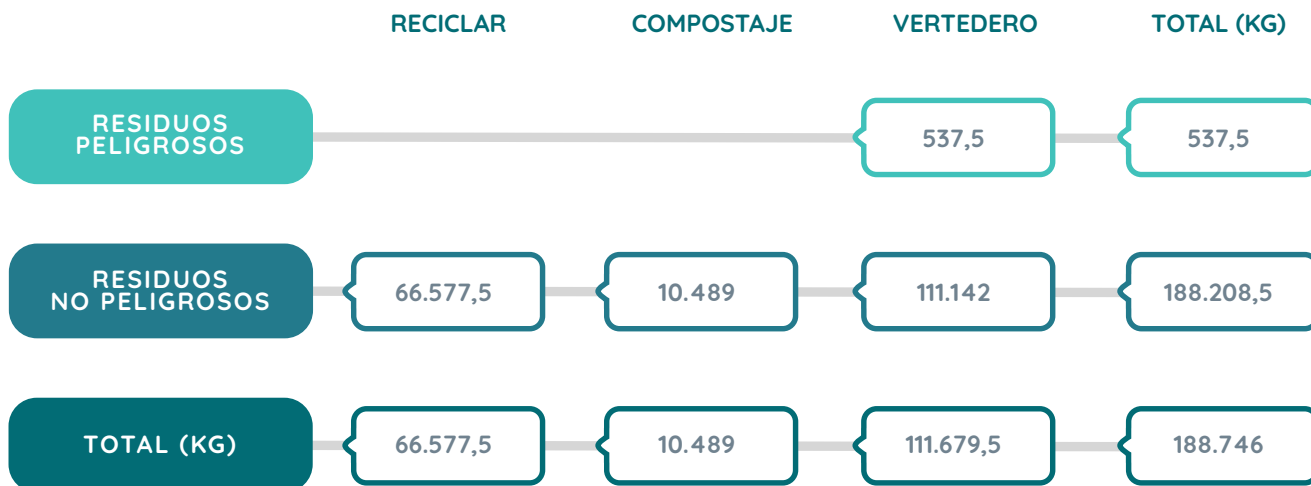 RECICLAR COMPOSTAJE VERTEDERO TOTAL (KG)
RESIDUOS
PELIGROSOS
537,5 537,5
RESIDUOS
NO PELIGROSOS
66.577,5 10.489 111.142 188.208,5
TOTAL (KG) 66.577,5 10.489 111.679,5 188.746